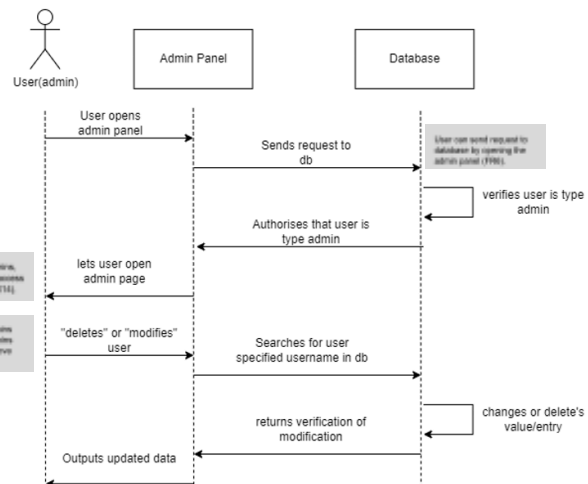 User(admin)
Admin Panel
Database
User opens
admin panel
Sends request to
db
User can send request to
database by opening the
admin panel
verifies user is type
admin
Authorises that user is
type admin
lets user open
admin page
"deletes" or "modifies"
user
Searches for user
specified username in db
changes or delete's
value/entry
returns verification of
modification
Outputs updated data